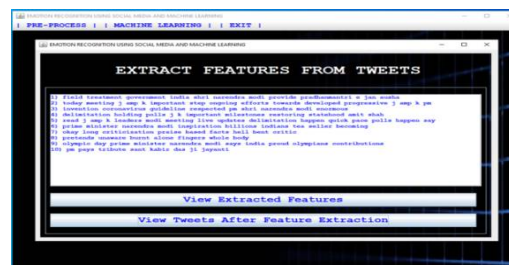 EMOTION RECOGNITION USING SOCIAL MEDIA AND MACHINE LEARNING
| PRE-PROCESS | | MACHINE LEARNING | | EXIT |
EMOTION RECOGNITION USING SOCIAL MEDIA AND MACHINE LEARNING
EXTRACT FEATURES FROM TWEETS
1) field treatment government india shri narendra modi provide pradhanmantri e jan
2) today meeting j amp k important step ongoing efforts towards developed progressive j amp k pm
3) invention coronavirus guideline respected pm shri narendra modi
4) delimitation holding polls j k important milestones restoring statehood amit shah
5) read j amp k leaders modi meeting live updates delimitation happen quick pace polls happen say
6) prime minister narendra modi inspiration billions indians tea seller becoming
7) okay long criticization praise based facts hell bent critic
8) pretends unaware burnt alone fingers whole body
9) olympic day prime minister narendra modi says india proud olympians contributions
10) pm pays tribute sant kabir das ji jayanti
View Extracted Features
View Tweets After Feature Extraction